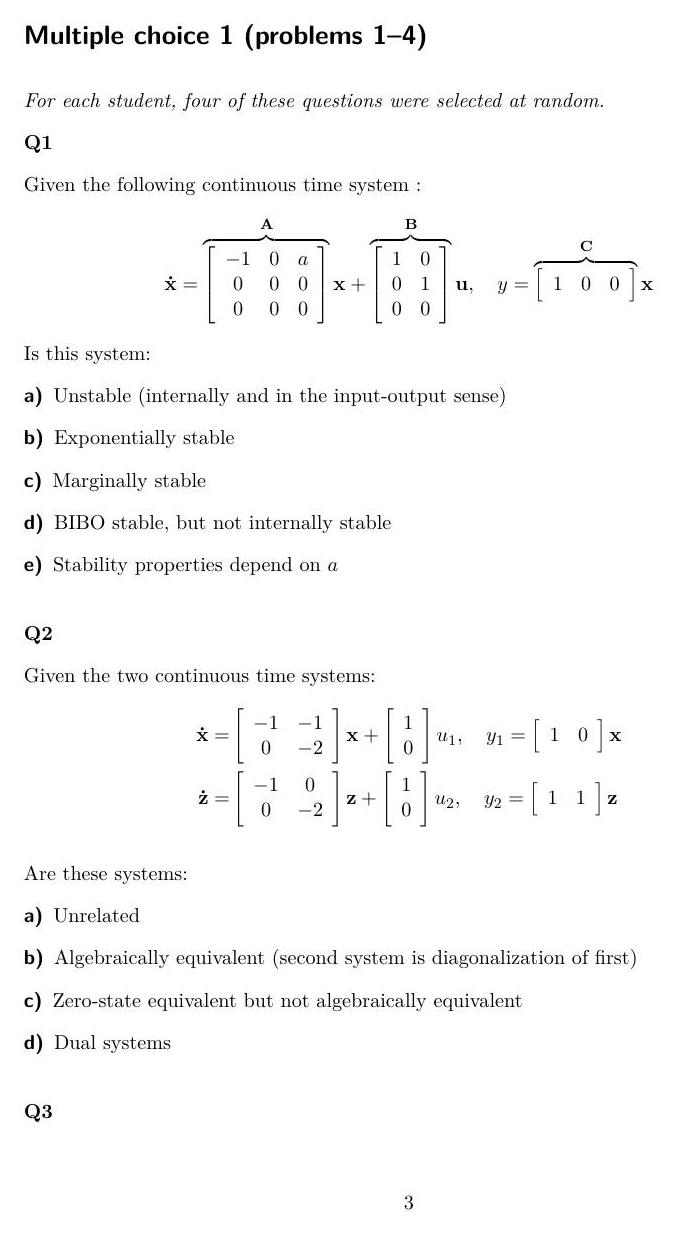 Multiple choice 1 (problems 1–4)
For each student, four of these questions were selected at random.
Q1
Given the following continuous time system :
A B C
ẋ = [ −1 0 a ; 0 0 0 ; 0 0 0 ] x + [ 1 0 ; 0 1 ; 0 0 ] u, y = [ 1 0 0 ] x
Is this system:
a) Unstable (internally and in the input-output sense)
b) Exponentially stable
c) Marginally stable
d) BIBO stable, but not internally stable
e) Stability properties depend on a
Q2
Given the two continuous time systems:
ẋ = [ −1 −1 ; 0 −2 ] x + [ 1 ; 0 ] u₁, y₁ = [ 1 0 ] x
ż = [ −1 0 ; 0 −2 ] z + [ 1 ; 0 ] u₂, y₂ = [ 1 1 ] z
Are these systems:
a) Unrelated
b) Algebraically equivalent (second system is diagonalization of first)
c) Zero-state equivalent but not algebraically equivalent
d) Dual systems
Q3
3